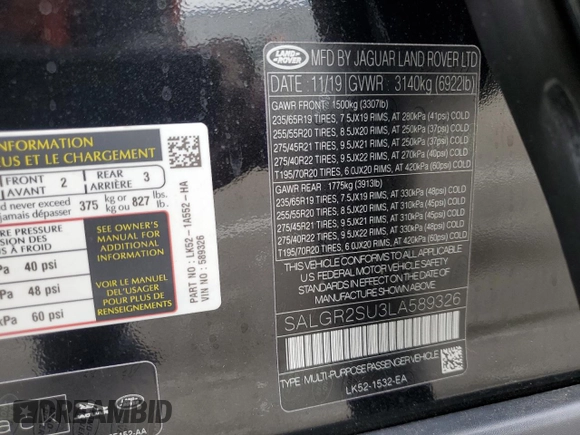 LAND-
ROVER
MFD BY JAGUAR LAND ROVER LTD
DATE : 11/19 GVWR : 3140kg (6922lb)
GAWR FRONT: 1500kg (3307lb)
235/65R19 TIRES, 7.5JX19 RIMS, AT 280kPa (41psi) COLD
255/55R20 TIRES, 8.5JX20 RIMS, AT 250kPa (37psi) COLD
275/45R21 TIRES, 9.5JX21 RIMS, AT 250kPa (37psi) COLD
275/40R22 TIRES, 9.5JX22 RIMS, AT 270kPa (40psi) COLD
T195/70R20 TIRES, 6.0JX20 RIMS, AT 420kPa (60psi) COLD
GAWR REAR: 1775kg (3913lb)
235/65R19 TIRES, 7.5JX19 RIMS, AT 330kPa (48psi) COLD
255/55R20 TIRES, 8.5JX20 RIMS, AT 310kPa (45psi) COLD
275/45R21 TIRES, 9.5JX21 RIMS, AT 310kPa (45psi) COLD
275/40R22 TIRES, 9.5JX22 RIMS, AT 330kPa (48psi) COLD
T195/70R20 TIRES, 6.0JX20 RIMS, AT 420kPa (60psi) COLD
THIS VEHICLE CONFORMS TO ALL APPLICABLE
U.S. FEDERAL MOTOR VEHICLE SAFETY
STANDARDS IN EFFECT ON THE DATE OF
MANUFACTURE SHOWN ABOVE.
SALGR2SU3LA589326
TYPE: MULTI-PURPOSE PASSENGER VEHICLE
LK52-1532-EA
INFORMATION
US ET LE CHARGEMENT
FRONT
AVANT 2
REAR
ARRIÈRE 3
never exceed
jamais dépasser 375 kg or
kg ou 827 lbs.
lb.
PRESSURE
PRESSION
À FROID
kPa 40 psi
kPa 48 psi
kPa 60 psi
SEE OWNER'S
MANUAL FOR
ADDITIONAL
INFORMATION
VOIR LE MANUEL
DE L'USAGER
POUR PLUS DE
RENSEIGNEMENTS
PART NO : LK52-1A552-HA
VIN : 589326
DREAMBID